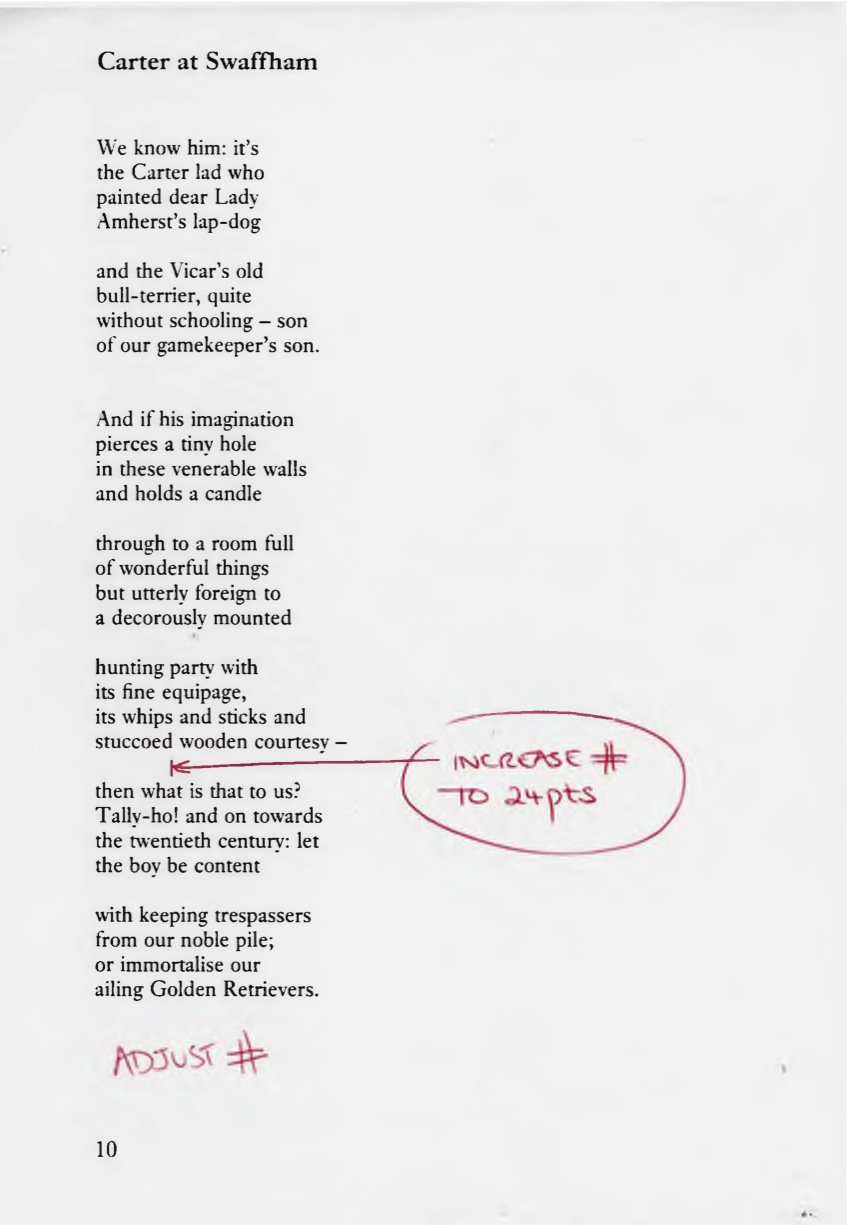 Carter at Swaffham
We know him: it's
the Carter lad who
painted dear Lady
Amherst's lap-dog
and the Vicar's old
bull-terrier, quite
without schooling – son
of our gamekeeper's son.
And if his imagination
pierces a tiny hole
in these venerable walls
and holds a candle
through to a room full
of wonderful things
but utterly foreign to
a decorously mounted
hunting party with
its fine equipage,
its whips and sticks and
stuccoed wooden courtesy –
INCREASE #
TO 24pts
then what is that to us?
Tally-ho! and on towards
the twentieth century: let
the boy be content
with keeping trespassers
from our noble pile;
or immortalise our
ailing Golden Retrievers.
ADJUST #
10